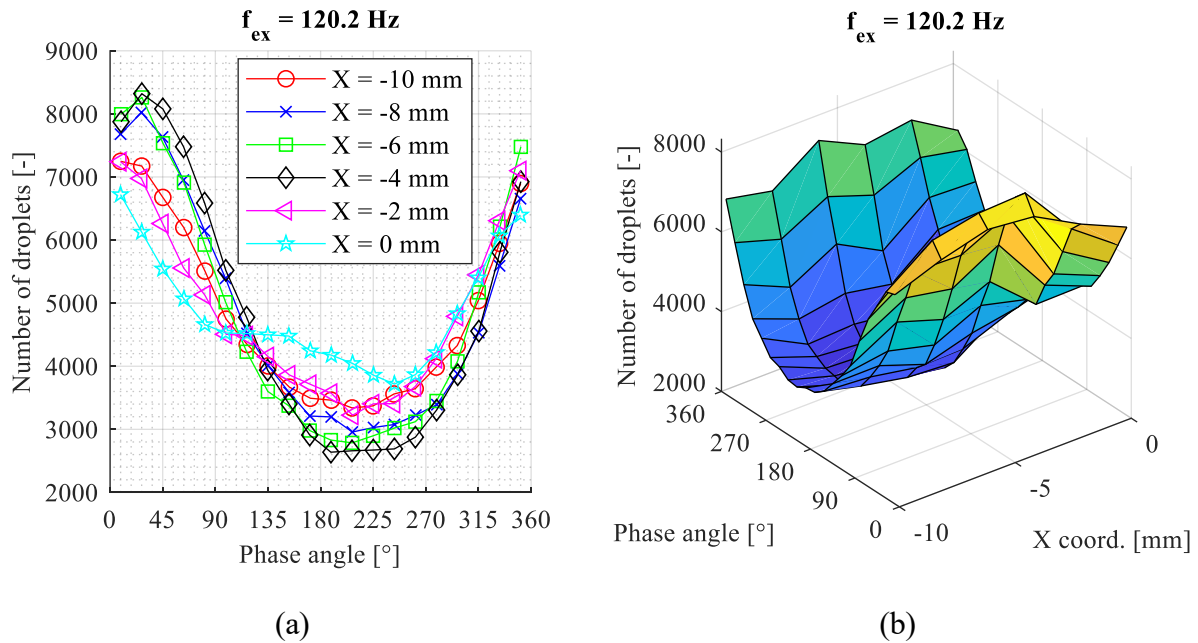 f_ex = 120.2 Hz
9000
8000
7000
6000
5000
4000
3000
2000
Number of droplets [-]
X = -10 mm
X = -8 mm
X = -6 mm
X = -4 mm
X = -2 mm
X = 0 mm
0 45 90 135 180 225 270 315 360
Phase angle [°]
(a)
f_ex = 120.2 Hz
8000
6000
4000
2000
Number of droplets [-]
360
270
180
90
0
Phase angle [°]
-10
-5
0
X coord. [mm]
(b)